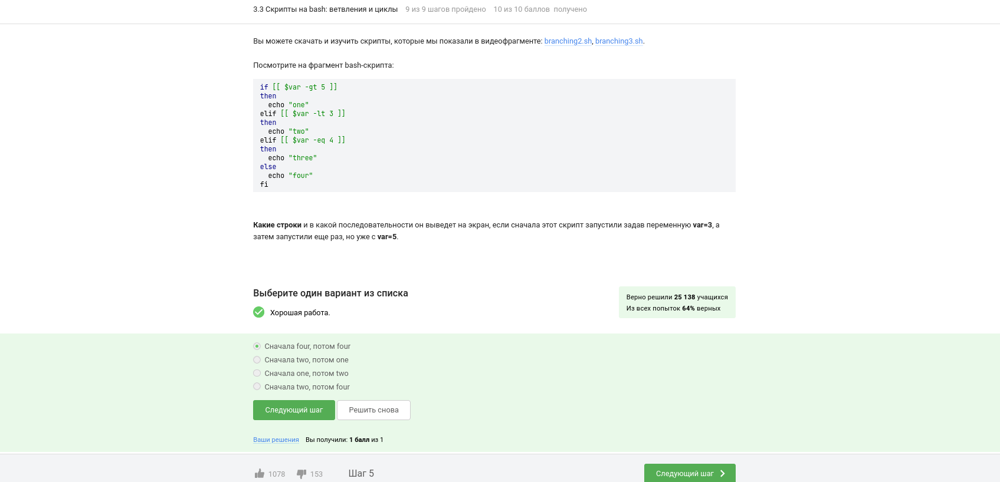 3.3 Скрипты на bash: ветвления и циклы 9 из 9 шагов пройдено 10 из 10 баллов получено
Вы можете скачать и изучить скрипты, которые мы показали в видеофрагменте: branching2.sh, branching3.sh.
Посмотрите на фрагмент bash-скрипта:
if [[ $var -gt 5 ]]
then
  echo "one"
elif [[ $var -lt 3 ]]
then
  echo "two"
elif [[ $var -eq 4 ]]
then
  echo "three"
else
  echo "four"
fi
Какие строки и в какой последовательности он выведет на экран, если сначала этот скрипт запустили задав переменную var=3, а
затем запустили еще раз, но уже с var=5.
Выберите один вариант из списка
Хорошая работа.
Верно решили 25 138 учащихся
Из всех попыток 64% верных
Сначала four, потом four
Сначала two, потом one
Сначала one, потом two
Сначала two, потом four
Следующий шаг Решить снова
Ваши решения Вы получили: 1 балл из 1
1078 153 Шаг 5 Следующий шаг